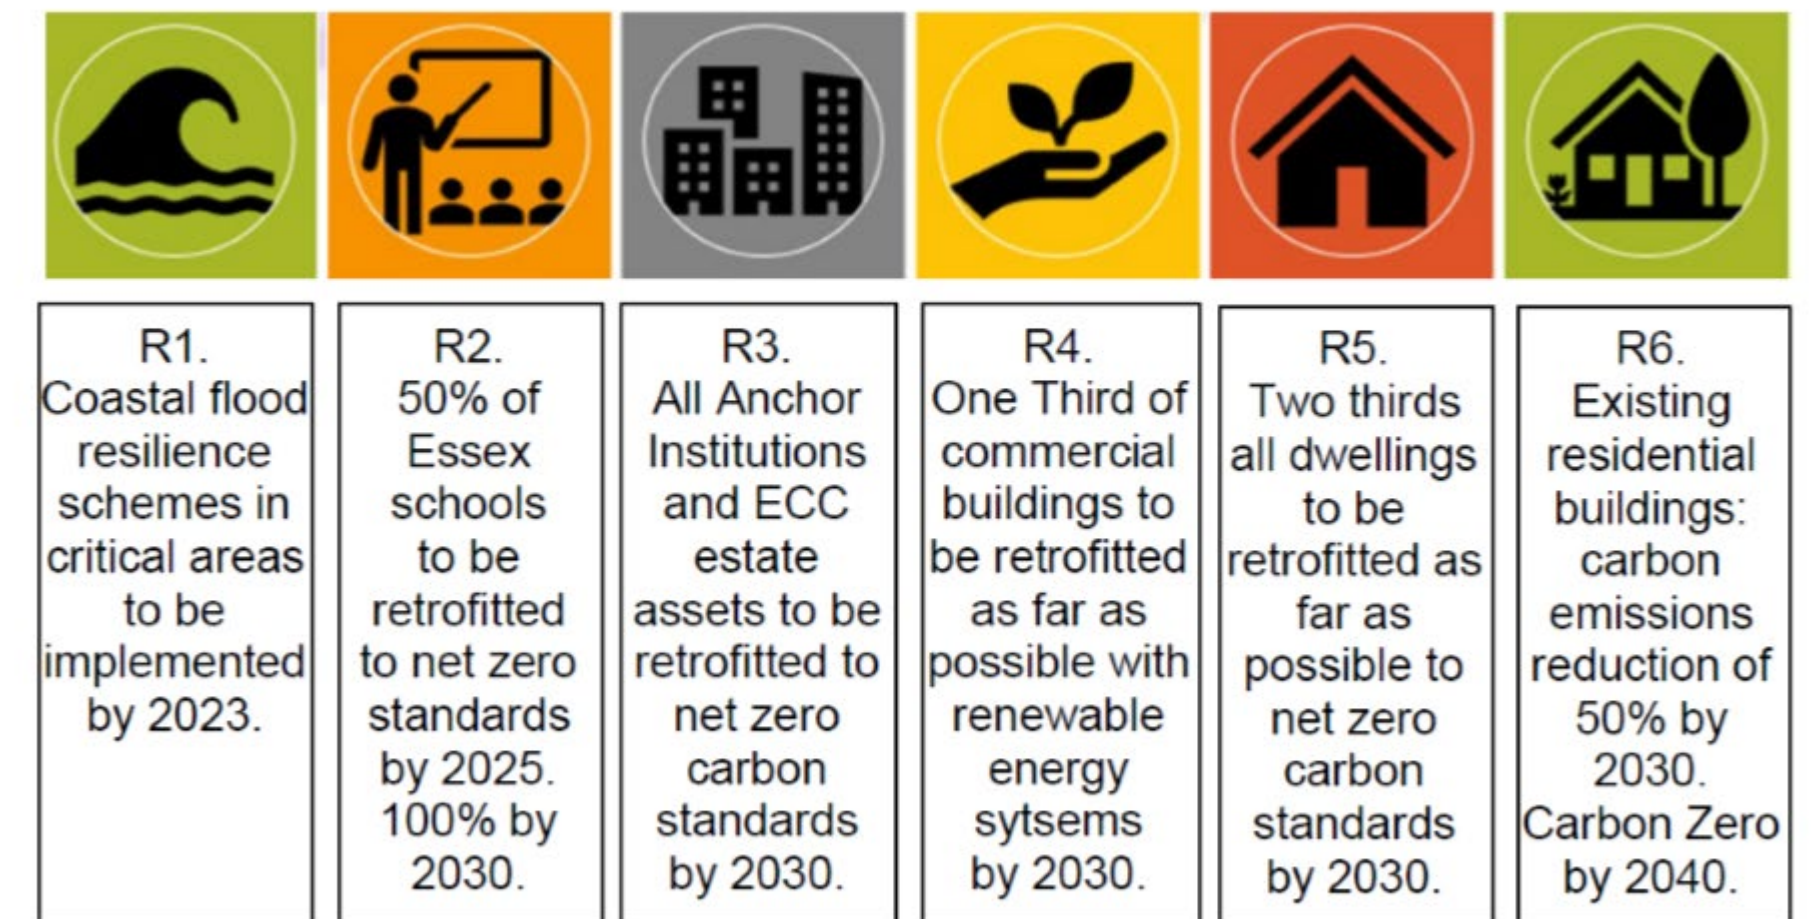 R1.
Coastal flood
resilience
schemes in
critical areas
to be
implemented
by 2023.
R2.
50% of
Essex
schools
to be
retrofitted
to net zero
standards
by 2025.
100% by
2030.
R3.
All Anchor
Institutions
and ECC
estate
assets to be
retrofitted to
net zero
carbon
standards
by 2030.
R4.
One Third of
commercial
buildings to
be retrofitted
as far as
possible with
renewable
energy
sytsems
by 2030.
R5.
Two thirds
all dwellings
to be
retrofitted as
far as
possible to
net zero
carbon
standards
by 2030.
R6.
Existing
residential
buildings:
carbon
emissions
reduction of
50% by
2030.
Carbon Zero
by 2040.